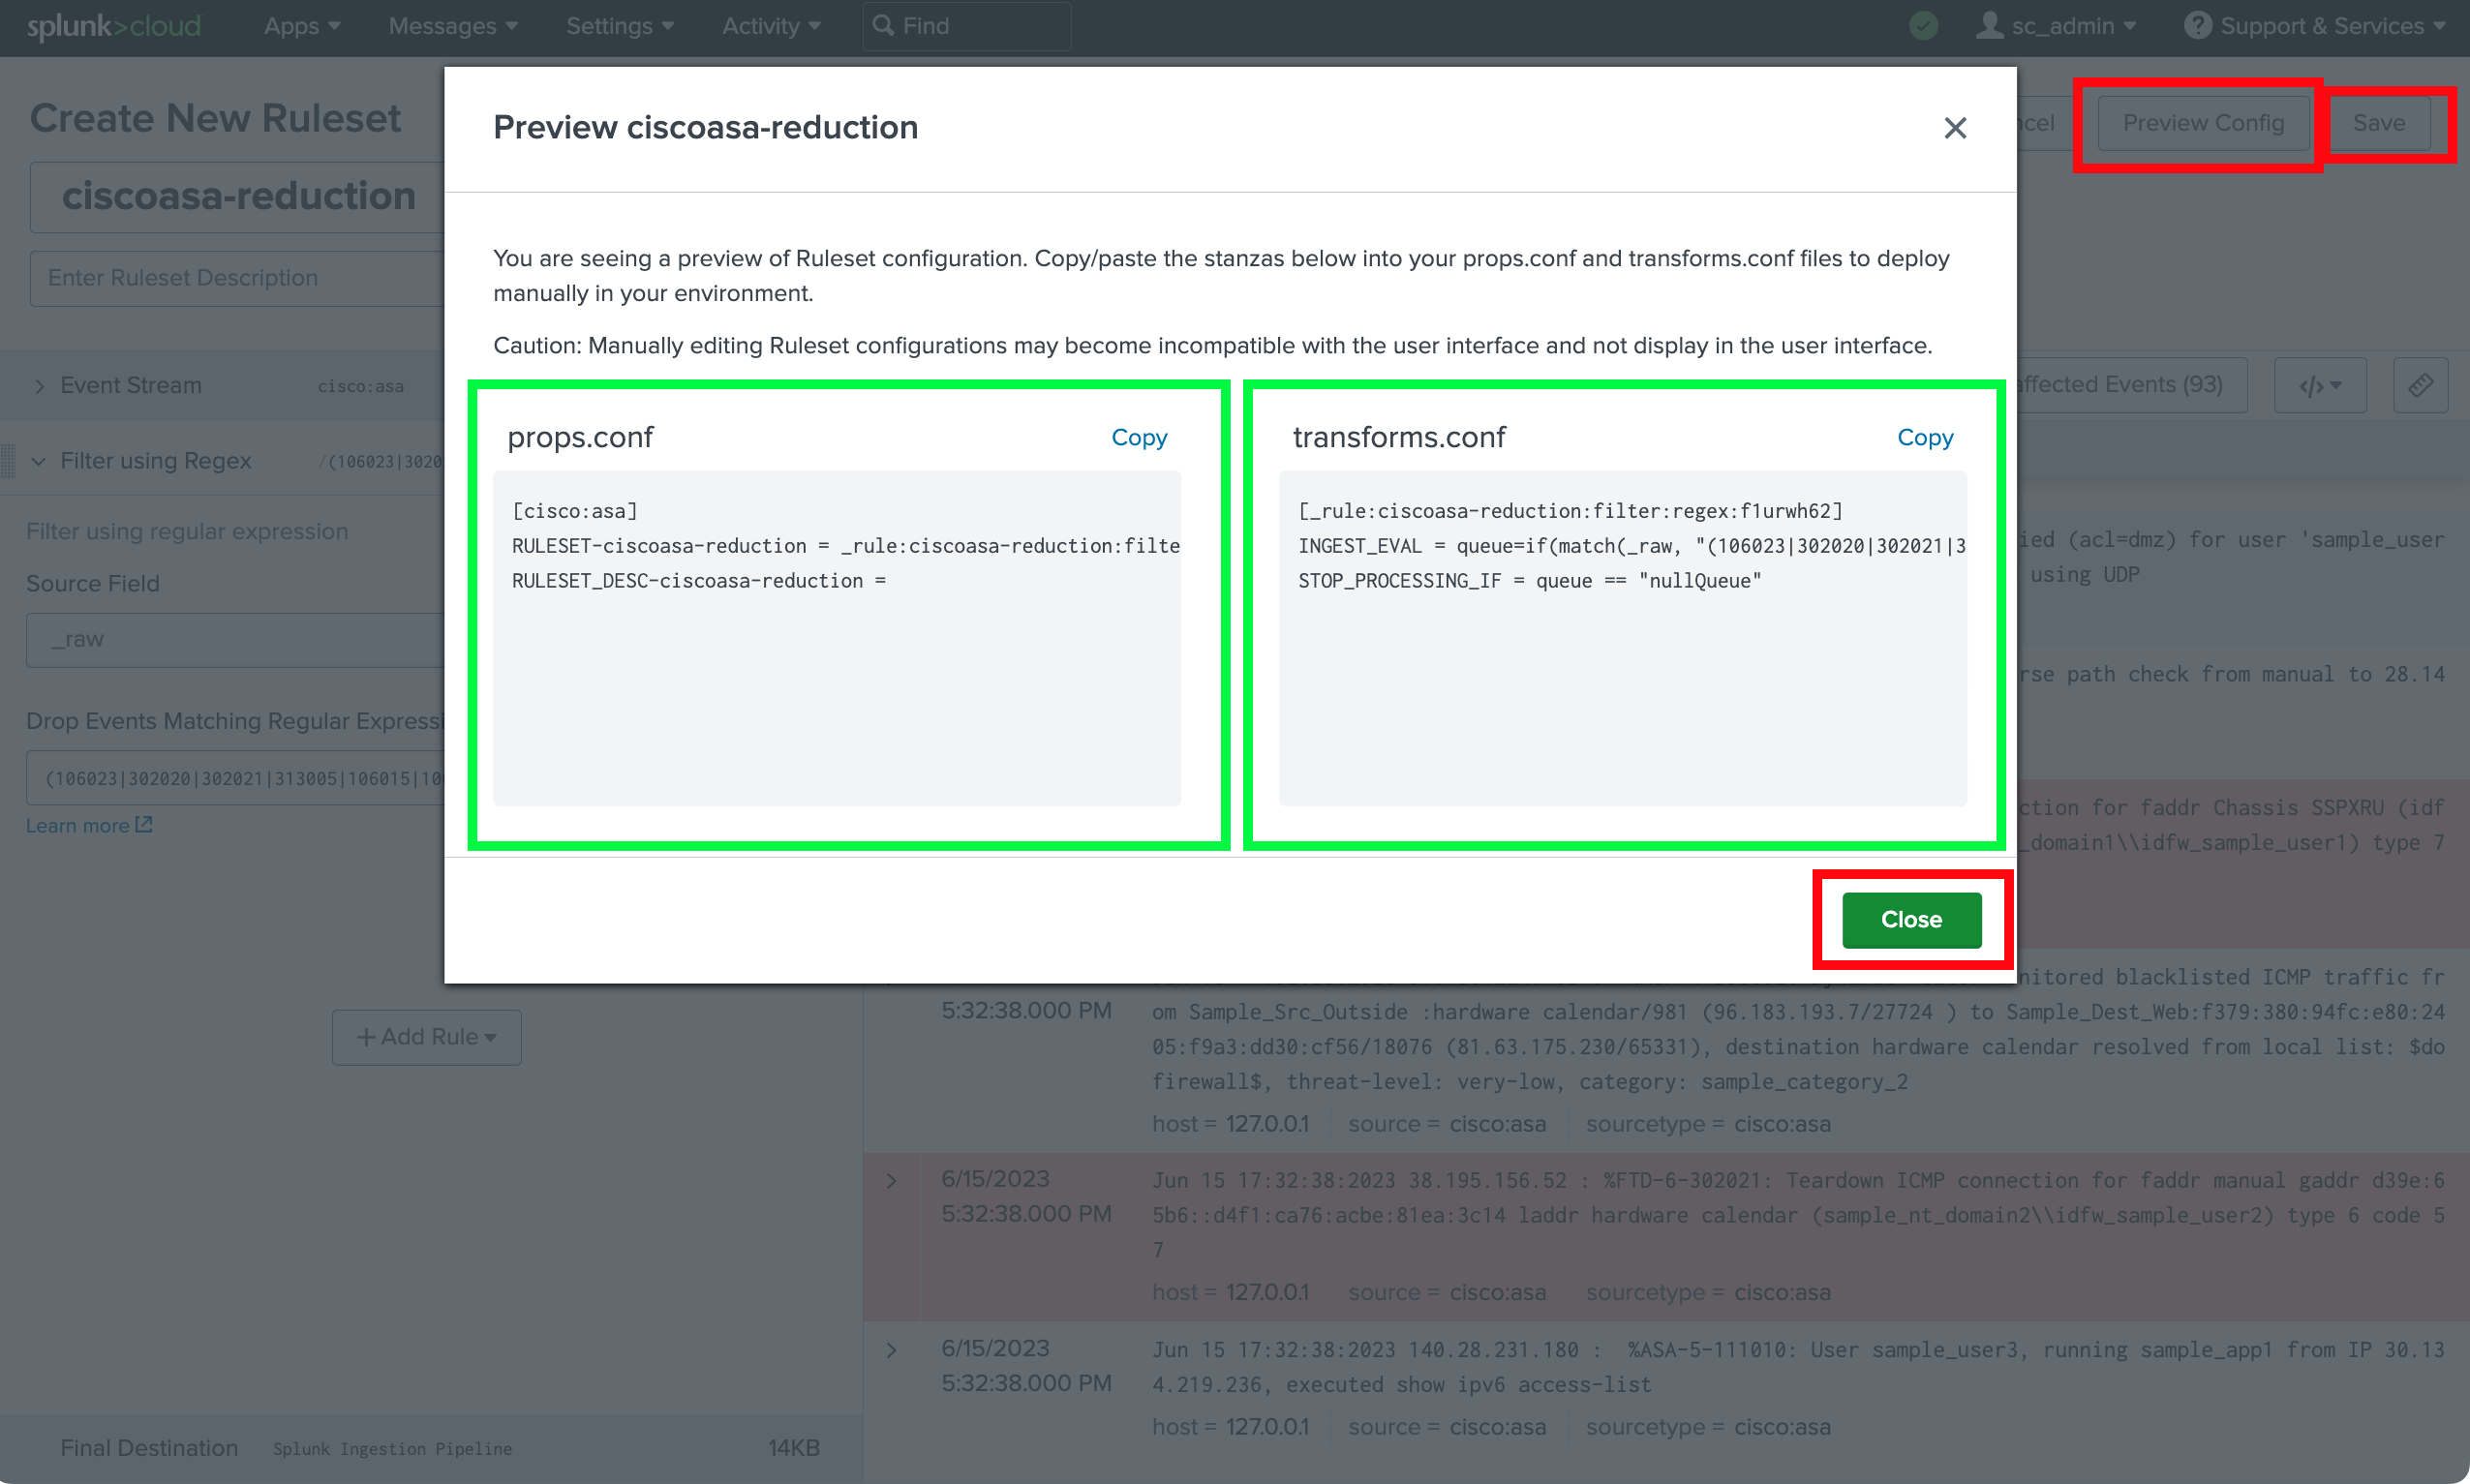 splunk>cloud Apps Messages Settings Activity Find sc_admin ? Support & Services
Create New Ruleset
ciscoasa-reduction
Enter Ruleset Description
Preview Config Save
Event Stream cisco:asa
affected Events (93) </>
Filter using Regex /(106023|3020
Filter using regular expression
Source Field
_raw
Drop Events Matching Regular Expressi
(106023|302020|302021|313005|106015|10
Learn more
+ Add Rule
Final Destination Splunk Ingestion Pipeline 14KB
Preview ciscoasa-reduction
You are seeing a preview of Ruleset configuration. Copy/paste the stanzas below into your props.conf and transforms.conf files to deploy
manually in your environment.
Caution: Manually editing Ruleset configurations may become incompatible with the user interface and not display in the user interface.
props.conf Copy
[cisco:asa]
RULESET-ciscoasa-reduction = _rule:ciscoasa-reduction:filte
RULESET_DESC-ciscoasa-reduction =
transforms.conf Copy
[_rule:ciscoasa-reduction:filter:regex:f1urwh62]
INGEST_EVAL = queue=if(match(_raw, "(106023|302020|302021|3
STOP_PROCESSING_IF = queue == "nullQueue"
Close
ied (acl=dmz) for user 'sample_user
using UDP
rse path check from manual to 28.14
ction for faddr Chassis SSPXRU (idf
_domain1\\idfw_sample_user1) type 7
nitored blacklisted ICMP traffic fr
5:32:38.000 PM om Sample_Src_Outside :hardware calendar/981 (96.183.193.7/27724 ) to Sample_Dest_Web:f379:380:94fc:e80:24
05:f9a3:dd30:cf56/18076 (81.63.175.230/65331), destination hardware calendar resolved from local list: $do
firewall$, threat-level: very-low, category: sample_category_2
host = 127.0.0.1 source = cisco:asa sourcetype = cisco:asa
6/15/2023 Jun 15 17:32:38:2023 38.195.156.52 : %FTD-6-302021: Teardown ICMP connection for faddr manual gaddr d39e:6
5:32:38.000 PM 5b6::d4f1:ca76:acbe:81ea:3c14 laddr hardware calendar (sample_nt_domain2\\idfw_sample_user2) type 6 code 5
7
host = 127.0.0.1 source = cisco:asa sourcetype = cisco:asa
6/15/2023 Jun 15 17:32:38:2023 140.28.231.180 : %ASA-5-111010: User sample_user3, running sample_app1 from IP 30.13
5:32:38.000 PM 4.219.236, executed show ipv6 access-list
host = 127.0.0.1 source = cisco:asa sourcetype = cisco:asa